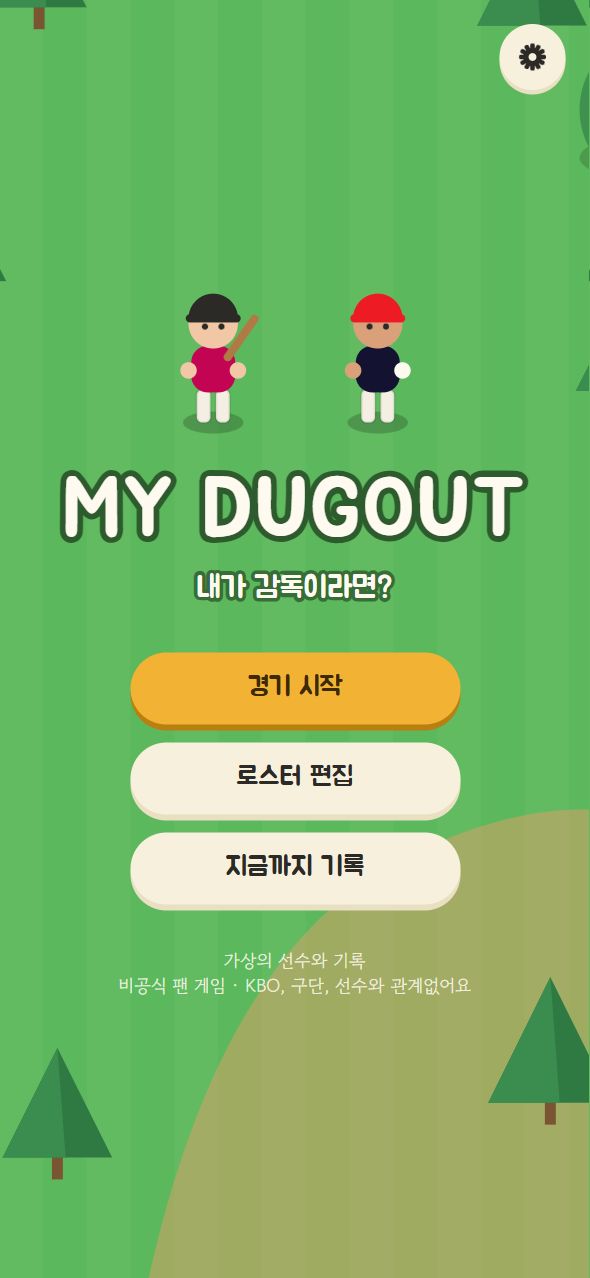 MY DUGOUT
내가 감독이라면?
경기 시작
로스터 편집
지금까지 기록
가상의 선수와 기록
비공식 팬 게임 · KBO, 구단, 선수와 관계없어요